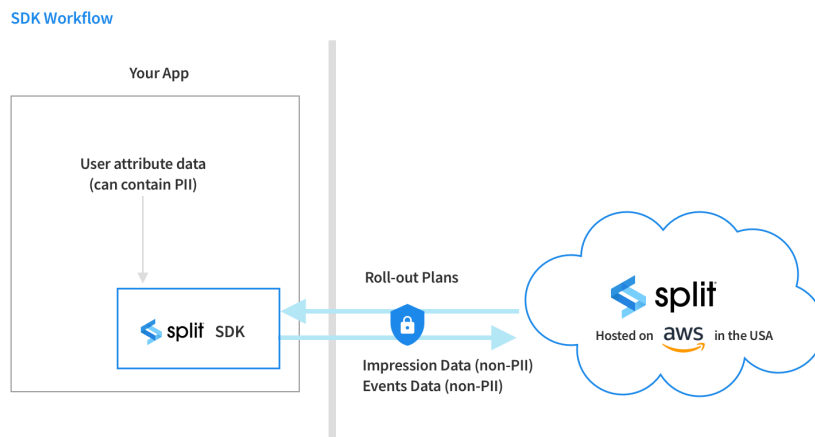 SDK Workflow
Your App
User attribute data
(can contain PII)
split SDK
Roll-out Plans
Impression Data (non-PII)
Events Data (non-PII)
split
Hosted on aws in the USA